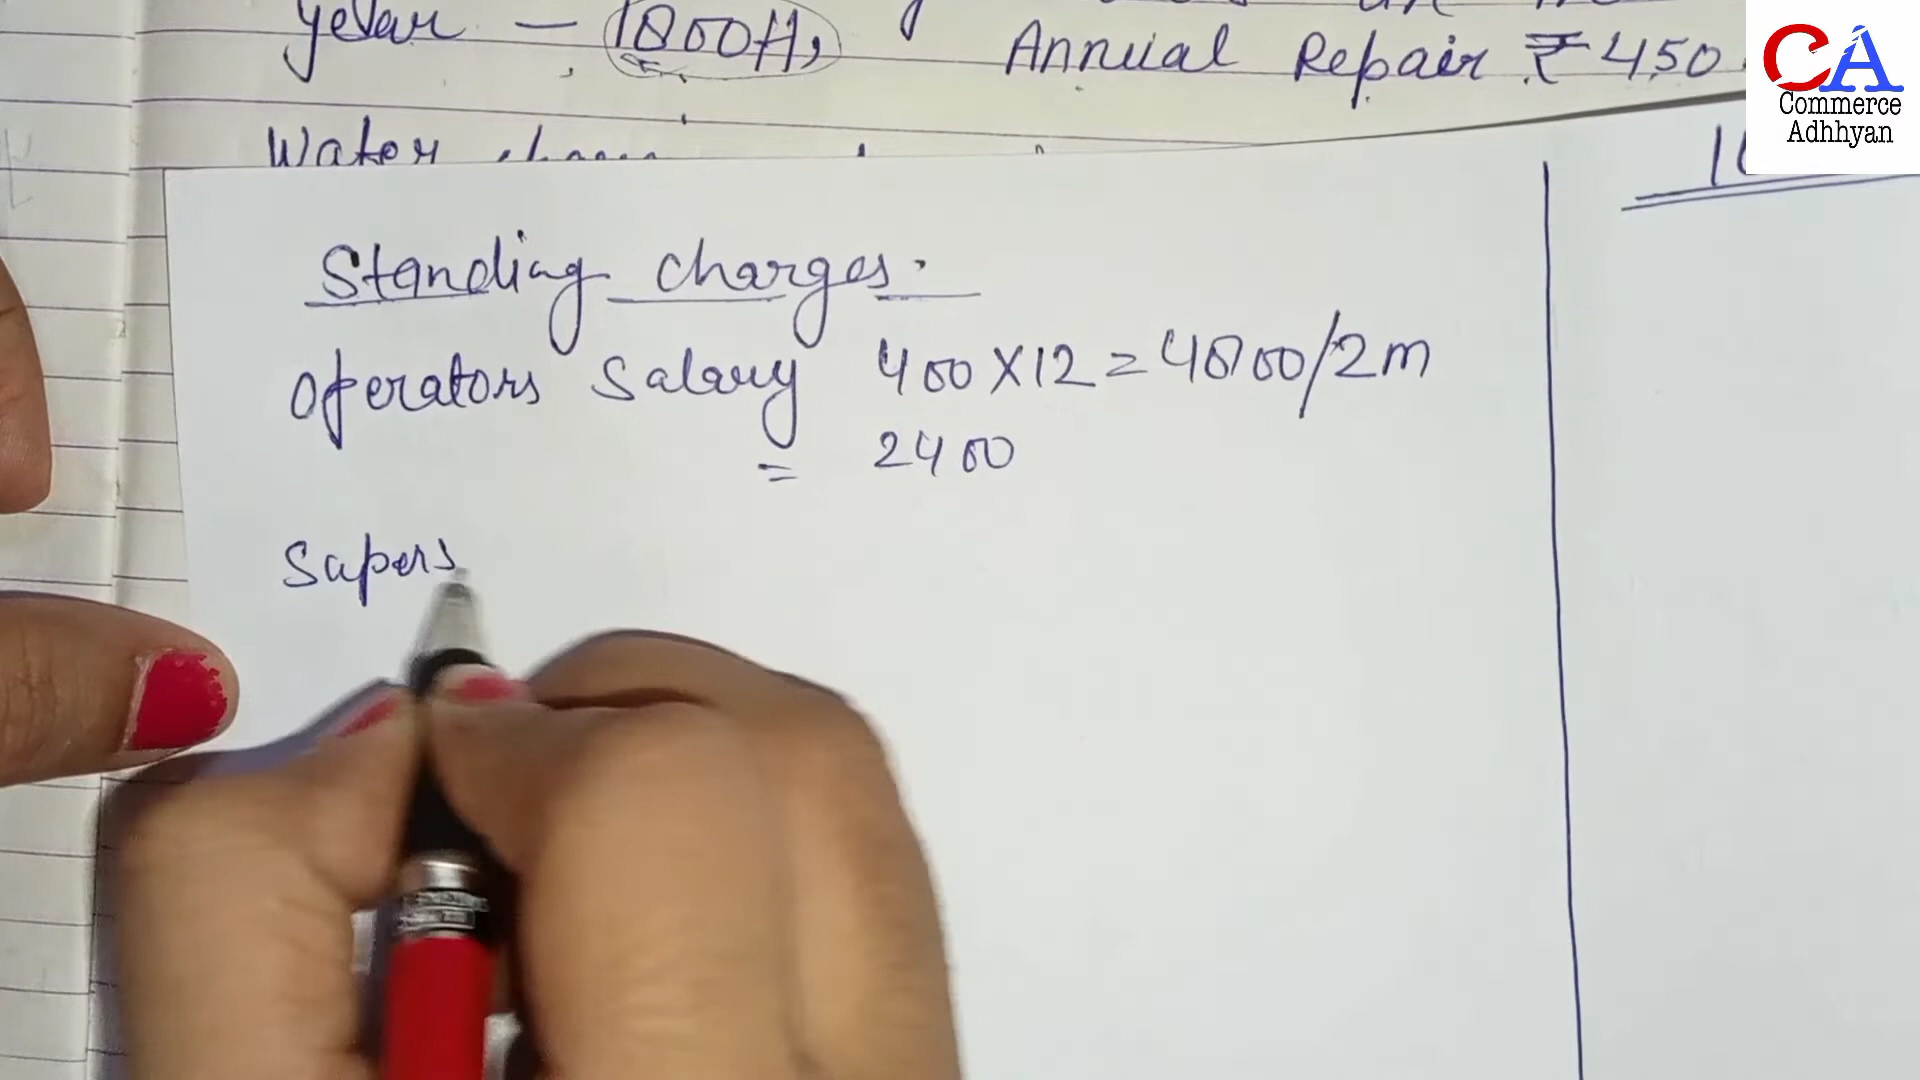 year - 1800H,
Annual Repair ₹ 450
Water
CA
Commerce
Adhhyan
Standing charges.
Operators Salary 400 X 12 = 4800/2m
= 2400
Supers